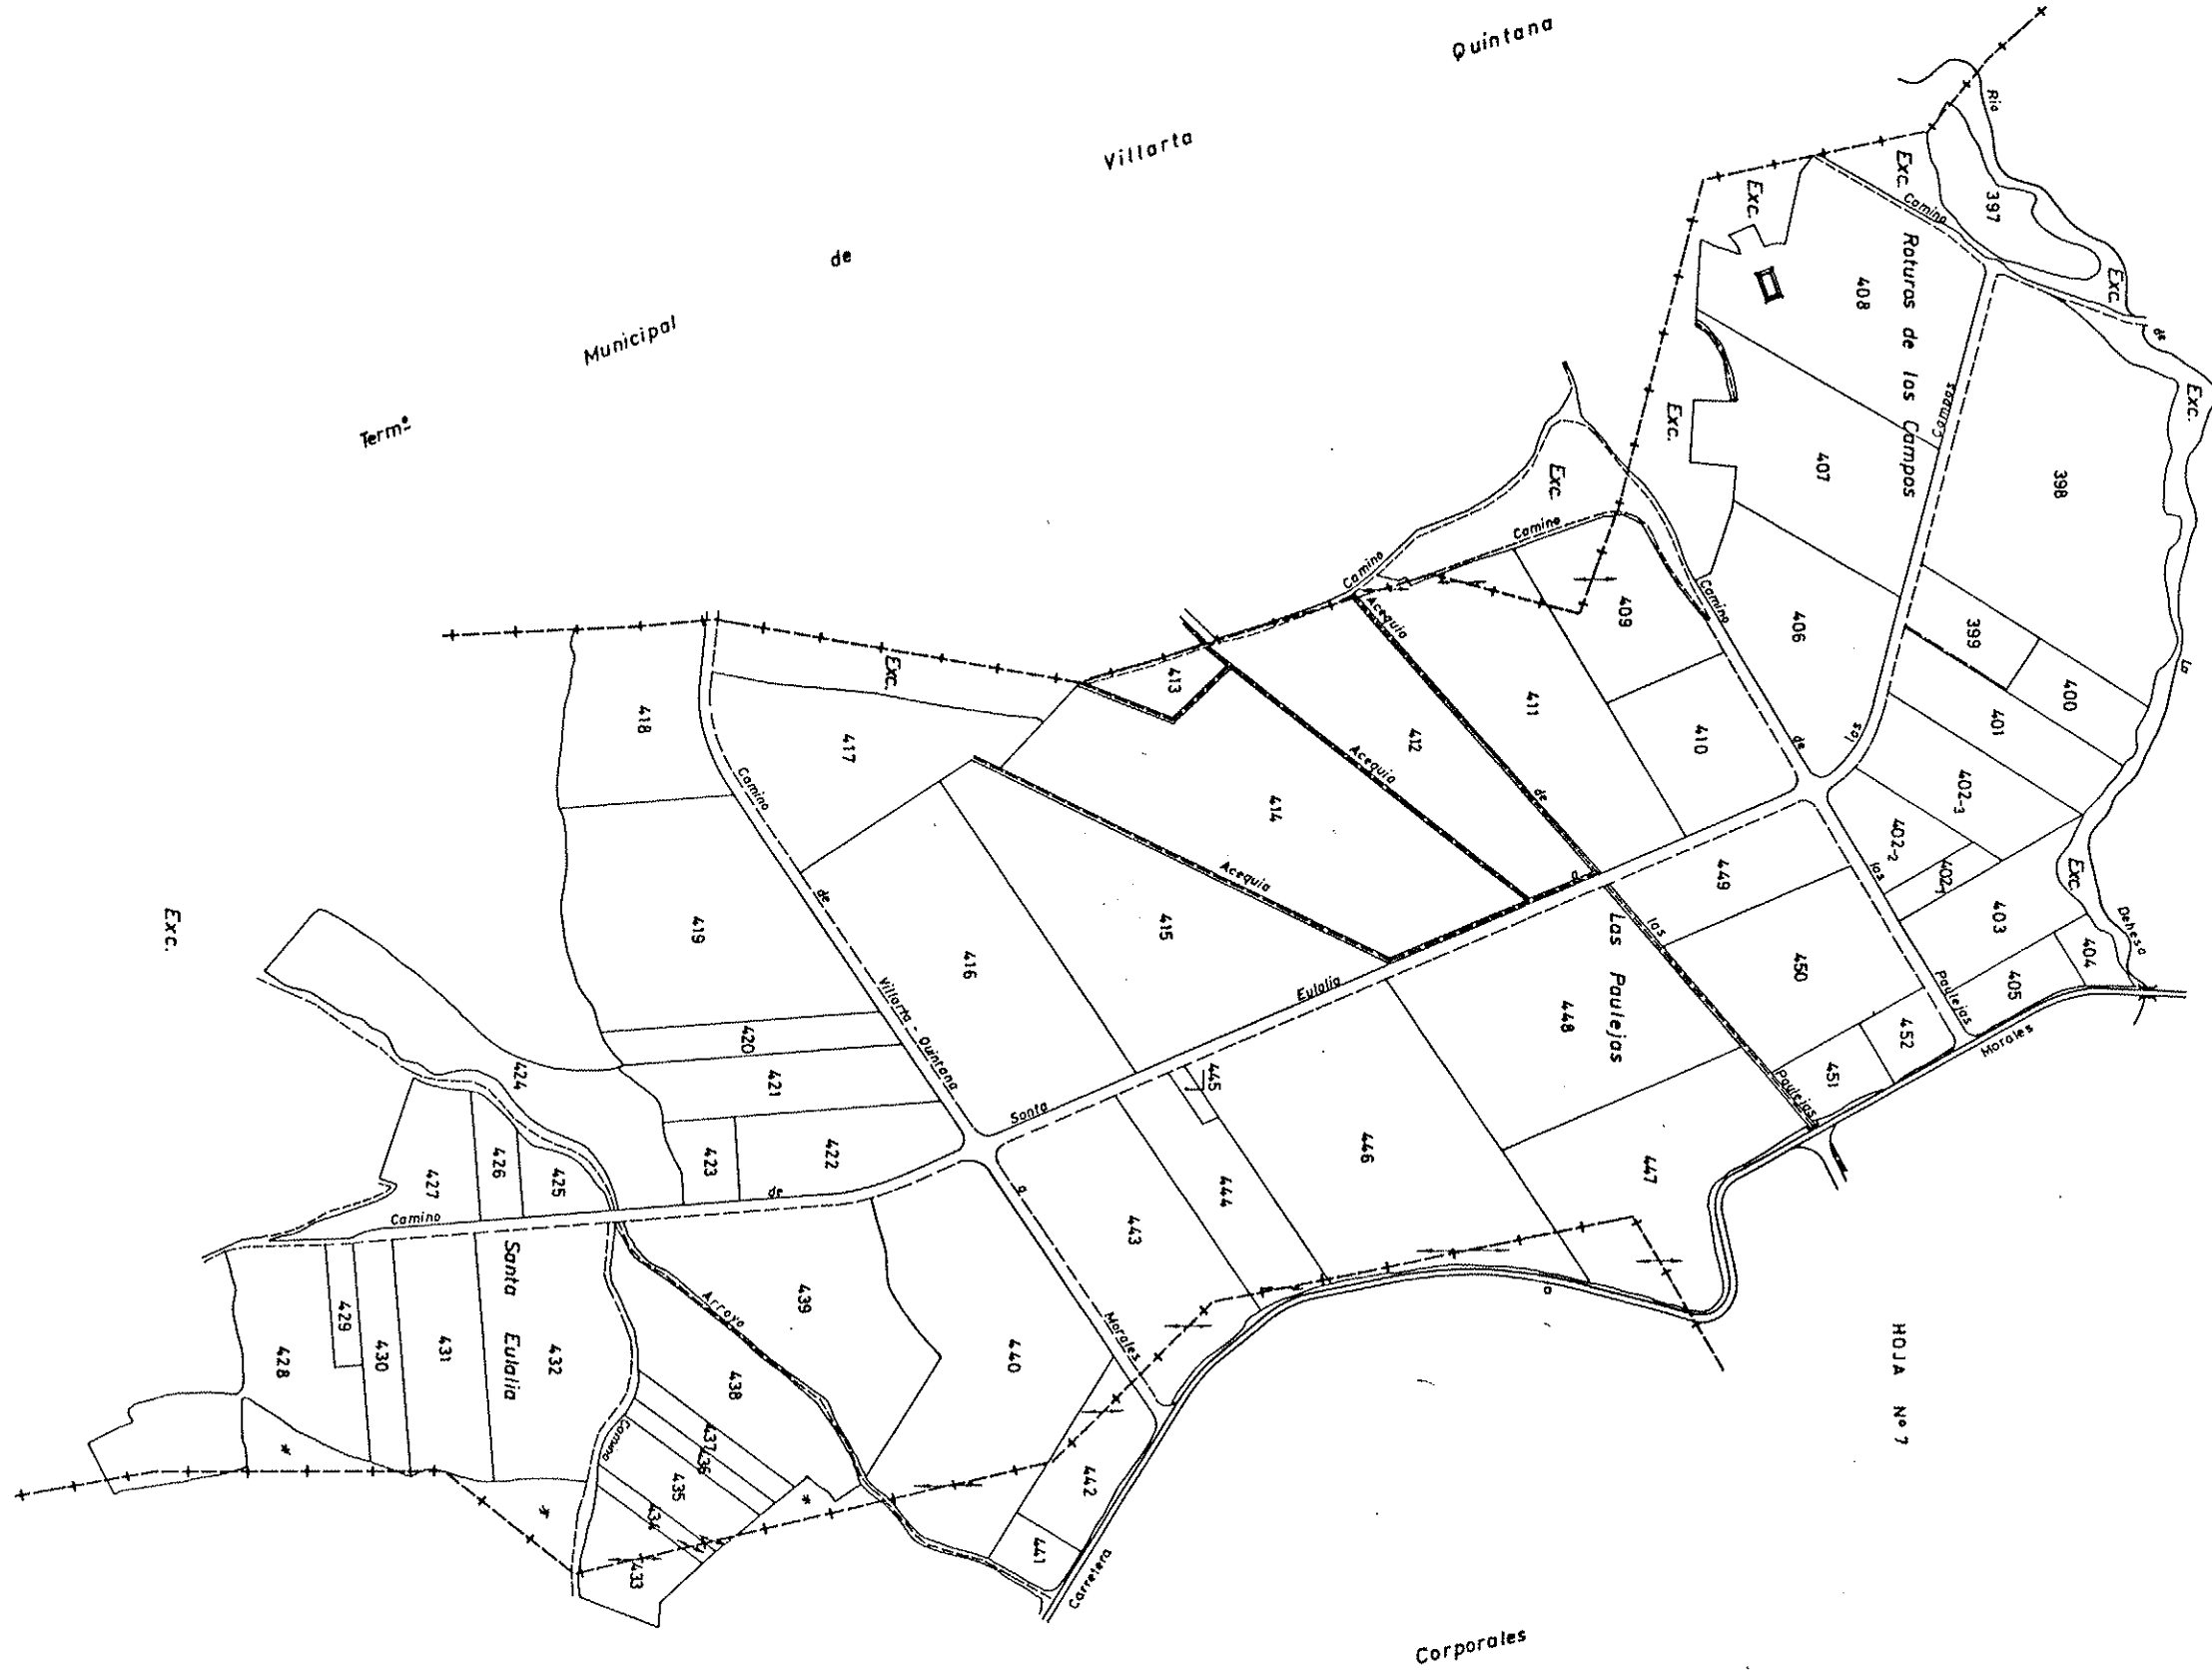 Term.º
Municipal
de
Villarta
Quintana
Río
Exc.
397
Camino
Exc.
Exc.
Roturas de los Campos
408
Exc.
de
Exc.
Campos
398
407
Exc.
Exc.
Camino
Camino
Camino
409
406
399
400
la
401
411
410
de
los
402-3
402-2
402-1
Exc.
las
403
404
Dehesa
405
Paulejas
Morales
Acequia
413
412
Acequia
de
414
Acequia
415
a
449
las
Las Paulejas
450
452
451
Paulejas
448
447
Exc.
418
417
Camino
de
416
419
Villarta - Quintana
Eulalia
Santa
420
421
422
423
de
Exc.
424
425
426
427
Camino
445
444
446
443
a
Morales
a
439
440
Arroyo
438
437
436
435
434
433
Camino
Santa Eulalia
432
431
430
429
428
442
441
Carretera
HOJA Nº 7
Corporales